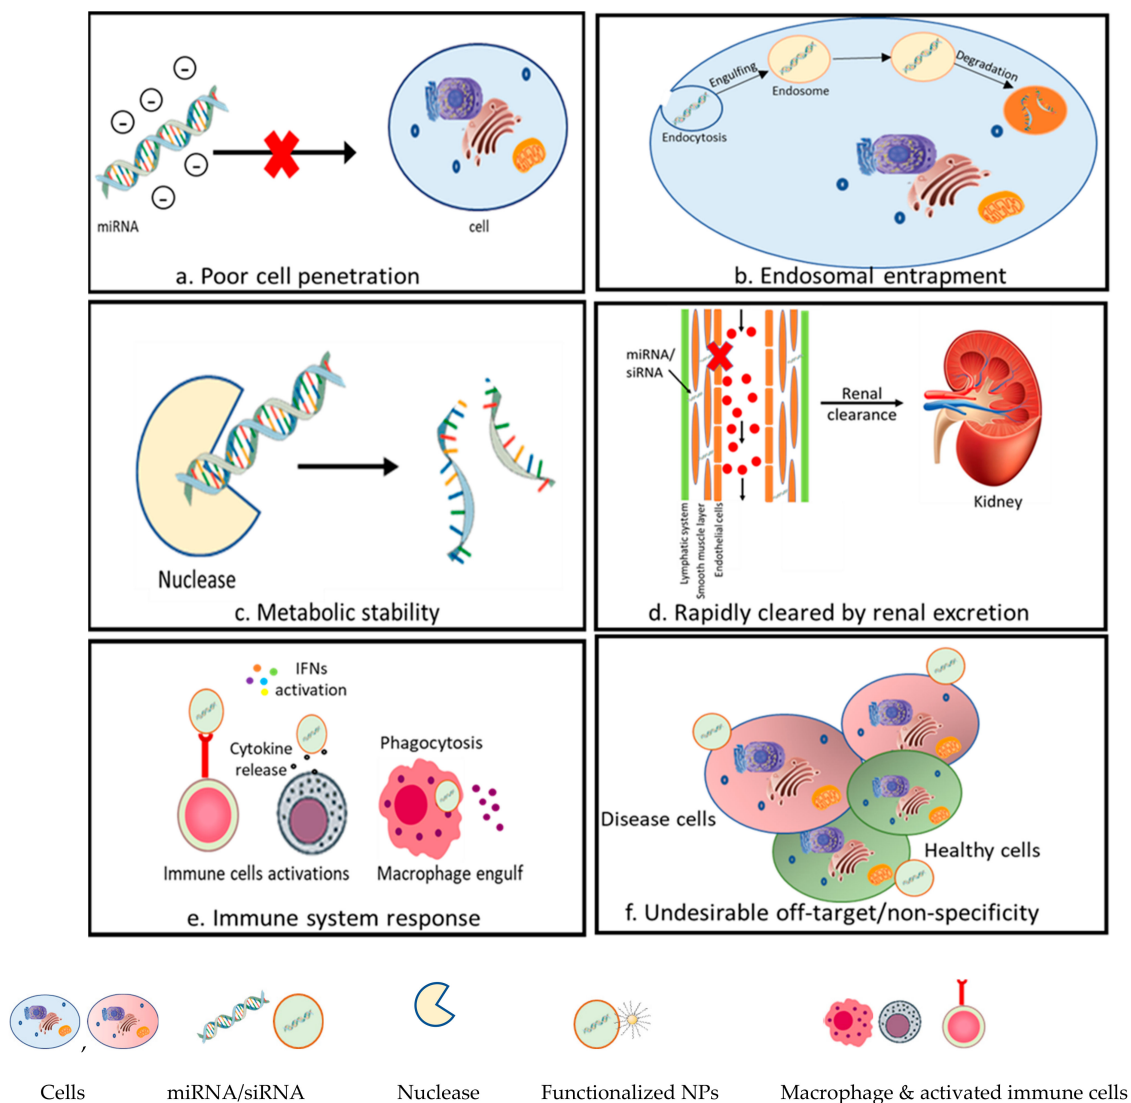 miRNA
cell
a. Poor cell penetration
Engulfing
Degradation
Endosome
Endocytosis
b. Endosomal entrapment
Nuclease
c. Metabolic stability
miRNA/
siRNA
Renal
clearance
Kidney
Lymphatic system
Smooth muscle layer
Endothelial cells
d. Rapidly cleared by renal excretion
IFNs
activation
Cytokine
release
Phagocytosis
Immune cells activations
Macrophage engulf
e. Immune system response
Disease cells
Healthy cells
f. Undesirable off-target/non-specificity
,
Cells
miRNA/siRNA
Nuclease
Functionalized NPs
Macrophage & activated immune cells